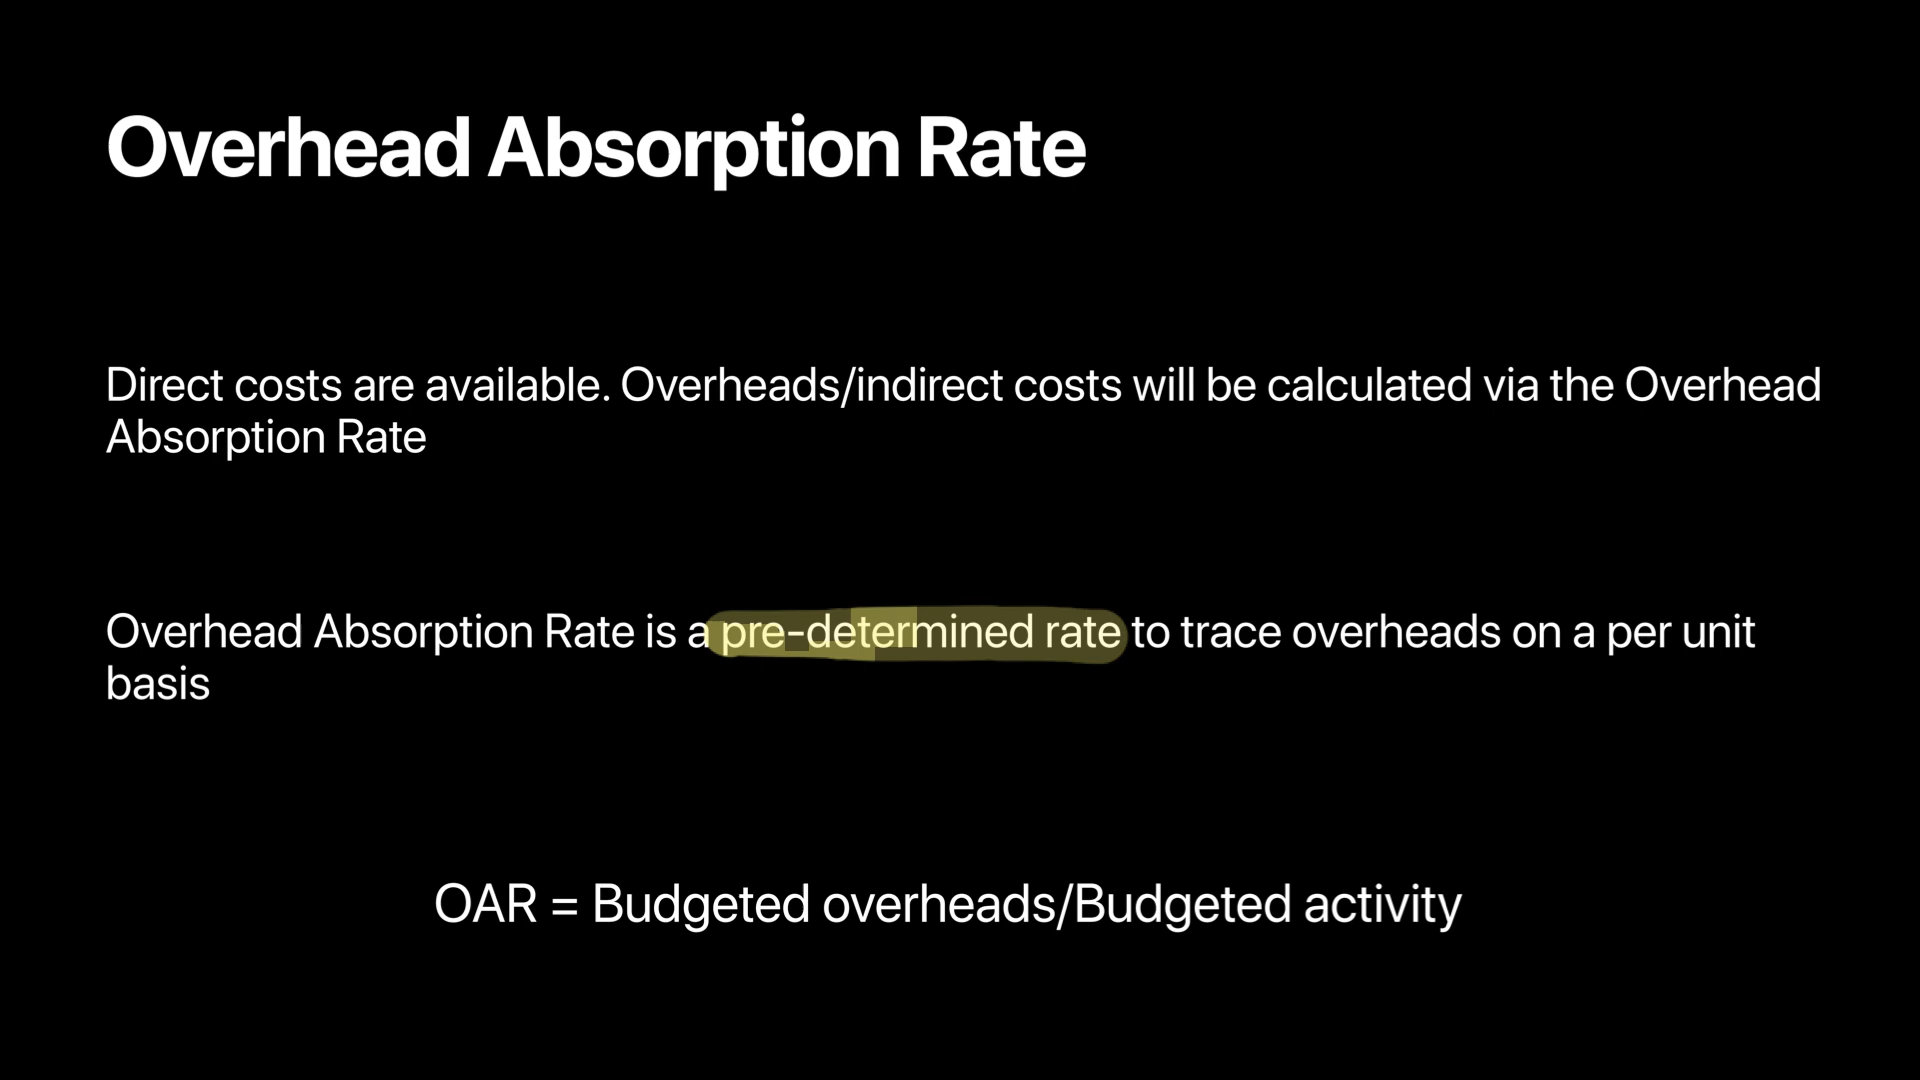 Overhead Absorption Rate
Direct costs are available. Overheads/indirect costs will be calculated via the Overhead
Absorption Rate
Overhead Absorption Rate is a pre-determined rate to trace overheads on a per unit
basis
OAR = Budgeted overheads/Budgeted activity